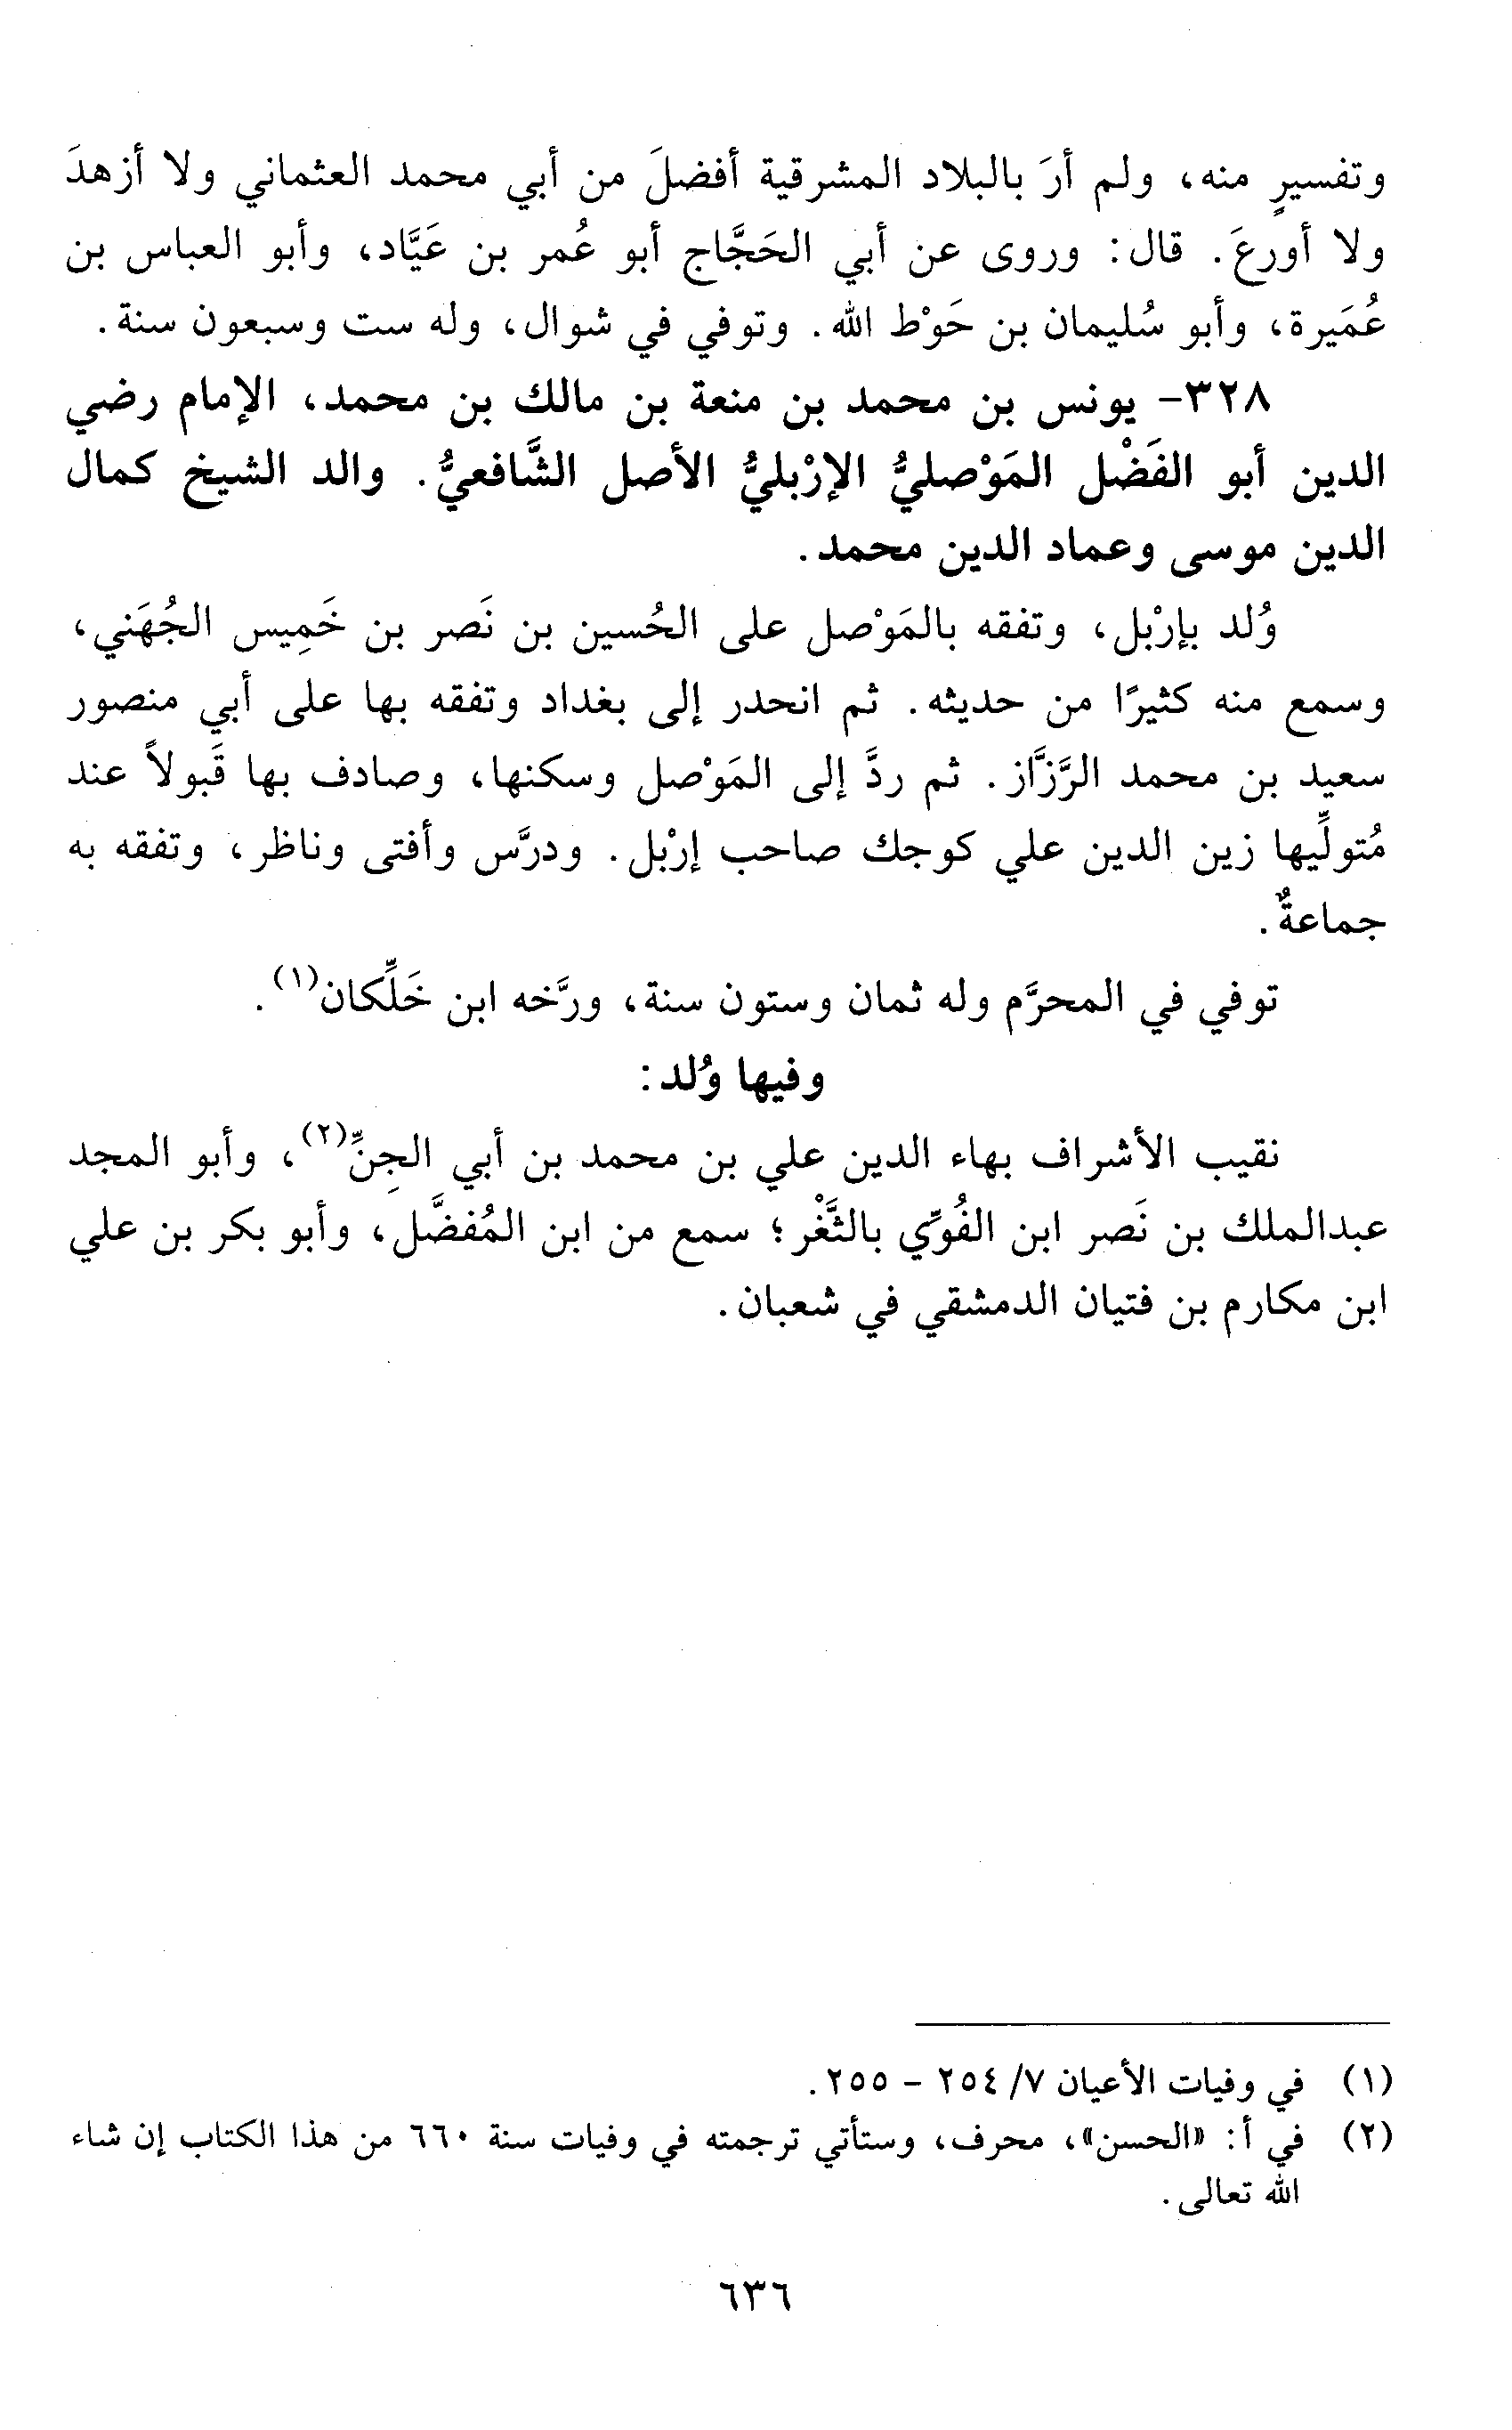 وتفسيرٍ منه، ولم أرَ بالبلاد المشرقية أفضلَ من أبي محمد العثماني ولا أزهدَ
ولا أورعَ. قال: وروى عن أبي الحَجَّاج أبو عُمر بن عَيَّاد، وأبو العباس بن
عُمَيرة، وأبو سُليمان بن حَوْط الله. وتوفي في شوال، وله ست وسبعون سنة.
٣٢٨- يونس بن محمد بن منعة بن مالك بن محمد، الإمام رضي
الدين أبو الفَضْل المَوْصليُّ الإرْبليُّ الأصل الشَّافعيُّ. والد الشيخ كمال
الدين موسى وعماد الدين محمد.
وُلد بإرْبل، وتفقه بالمَوْصل على الحُسين بن نَصر بن خَمِيس الجُهَني،
وسمع منه كثيرًا من حديثه. ثم انحدر إلى بغداد وتفقه بها على أبي منصور
سعيد بن محمد الرَّزَّاز. ثم ردَّ إلى المَوْصل وسكنها، وصادف بها قَبولاً عند
مُتولِّيها زين الدين علي كوجك صاحب إرْبل. ودرَّس وأفتى وناظر، وتفقه به
جماعةٌ.
توفي في المحرَّم وله ثمان وستون سنة، ورَّخه ابن خَلِّكان(١).
وفيها وُلد:
نقيب الأشراف بهاء الدين علي بن محمد بن أبي الجِنِّ(٢)، وأبو المجد
عبدالملك بن نَصر ابن الفُوِّي بالثَّغْر؛ سمع من ابن المُفضَّل، وأبو بكر بن علي
ابن مكارم بن فتيان الدمشقي في شعبان.
(١) في وفيات الأعيان ٧/ ٢٥٤ - ٢٥٥.
(٢) في أ: «الحسن»، محرف، وستأتي ترجمته في وفيات سنة ٦٦٠ من هذا الكتاب إن شاء
الله تعالى.
٦٣٦